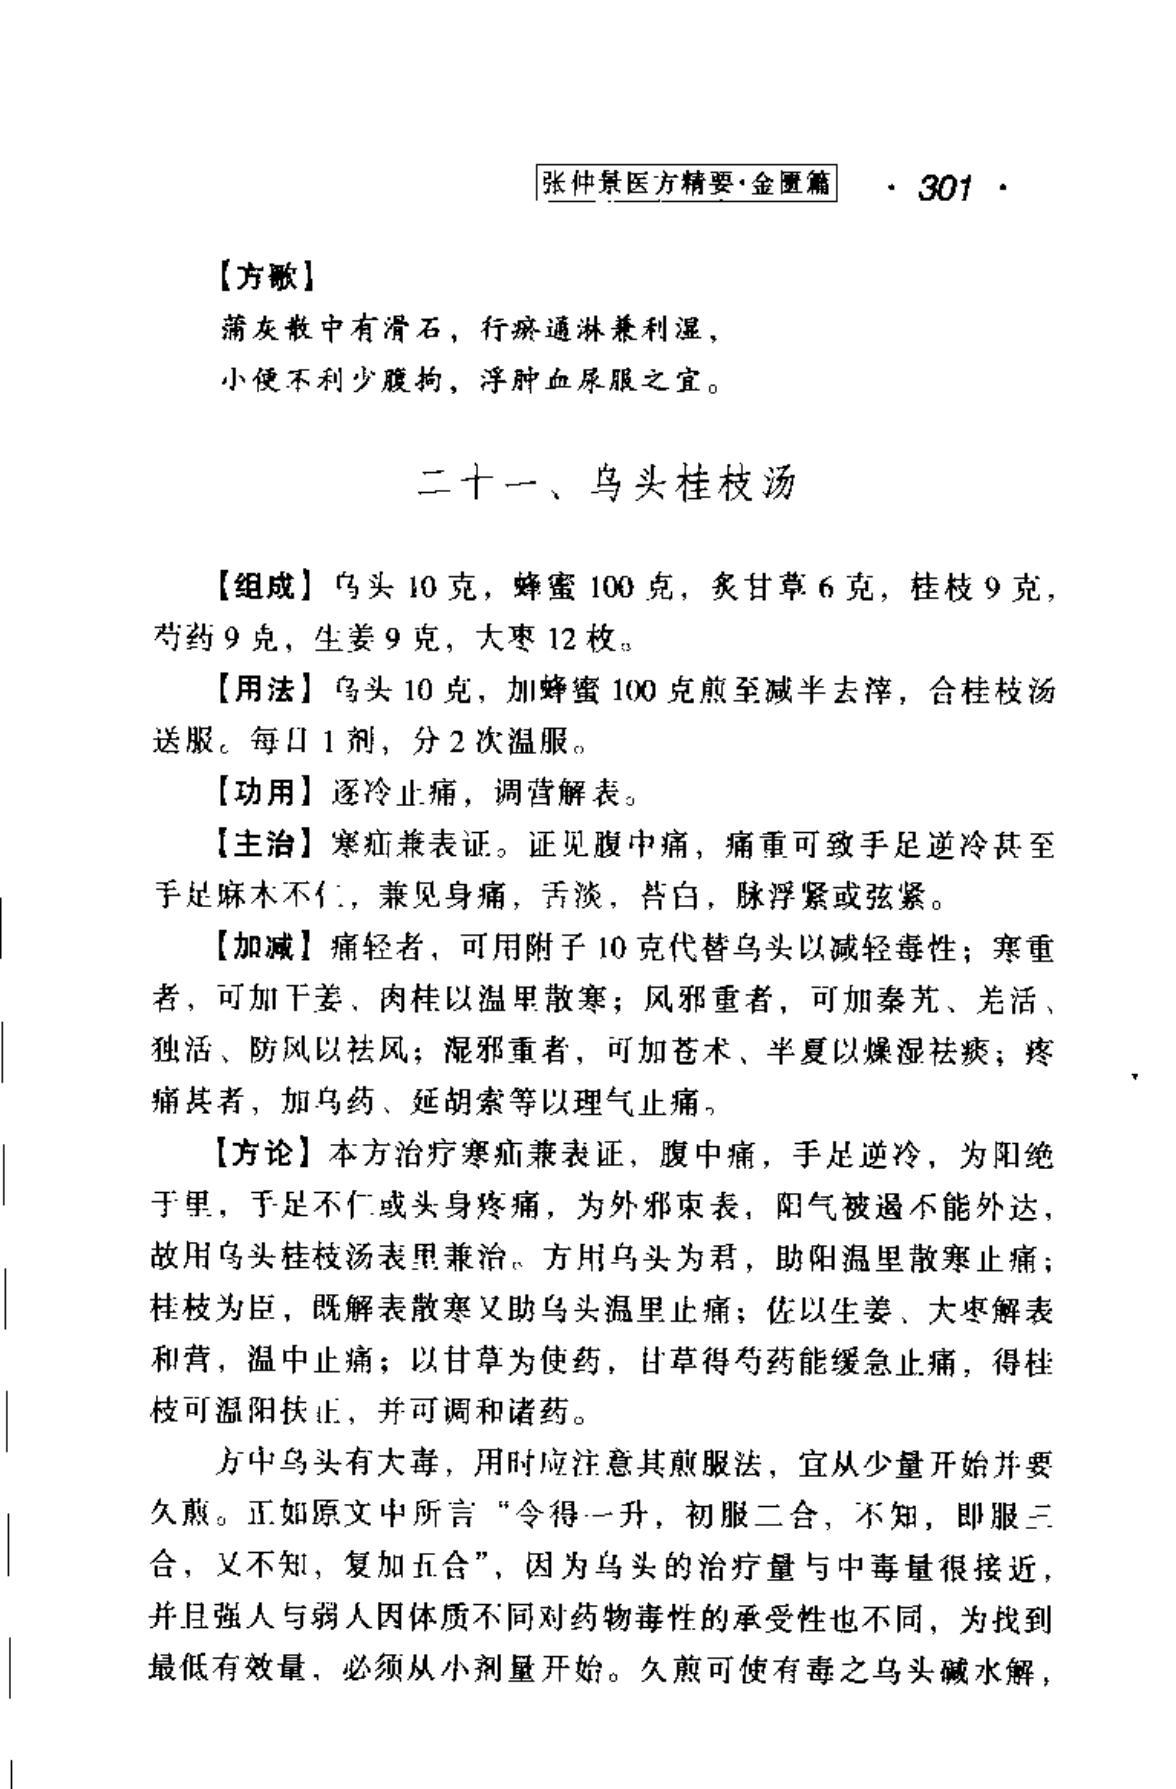 张仲景医方精要·金匮篇 · 301 ·
【方歌】
蒲灰散中有滑石，行瘀通淋兼利湿，
小便不利少腹拘，浮肿血尿服之宜。
二十一、乌头桂枝汤
【组成】乌头 10 克，蜂蜜 100 克，炙甘草 6 克，桂枝 9 克，
芍药 9 克，生姜 9 克，大枣 12 枚。
【用法】乌头 10 克，加蜂蜜 100 克煎至减半去滓，合桂枝汤
送服。每日 1 剂，分 2 次温服。
【功用】逐冷止痛，调营解表。
【主治】寒疝兼表证。证见腹中痛，痛重可致手足逆冷甚至
手足麻木不仁，兼见身痛，舌淡，苔白，脉浮紧或弦紧。
【加减】痛轻者，可用附子 10 克代替乌头以减轻毒性；寒重
者，可加干姜、肉桂以温里散寒；风邪重者，可加秦艽、羌活、
独活、防风以祛风；湿邪重者，可加苍术、半夏以燥湿祛痰；疼
痛甚者，加乌药、延胡索等以理气止痛。
【方论】本方治疗寒疝兼表证，腹中痛，手足逆冷，为阳绝
于里，手足不仁或头身疼痛，为外邪束表，阳气被遏不能外达，
故用乌头桂枝汤表里兼治。方用乌头为君，助阳温里散寒止痛；
桂枝为臣，既解表散寒又助乌头温里止痛；佐以生姜、大枣解表
和营，温中止痛；以甘草为使药，甘草得芍药能缓急止痛，得桂
枝可温阳扶正，并可调和诸药。
方中乌头有大毒，用时应注意其煎服法，宜从少量开始并要
久煎。正如原文中所言“令得一升，初服二合，不知，即服三
合，又不知，复加五合”，因为乌头的治疗量与中毒量很接近，
并且强人与弱人因体质不同对药物毒性的承受性也不同，为找到
最低有效量，必须从小剂量开始。久煎可使有毒之乌头碱水解，